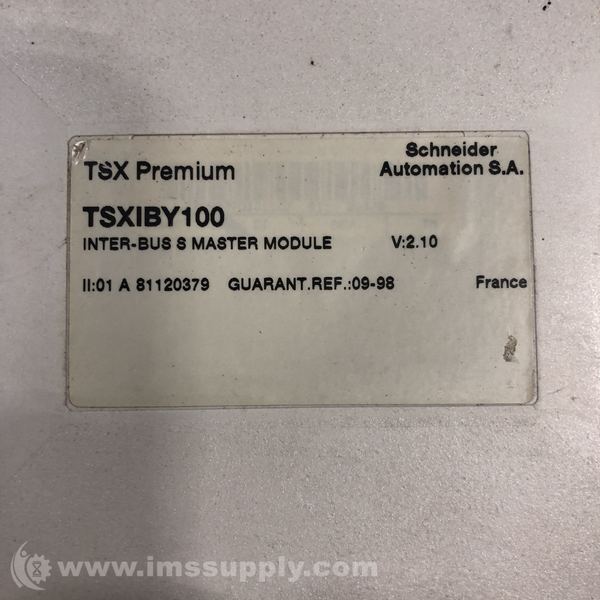 TSX Premium
Schneider
Automation S.A.
TSXIBY100
INTER-BUS S MASTER MODULE V:2.10
II:01 A 81120379 GUARANT.REF.:09-98 France
www.imssupply.com